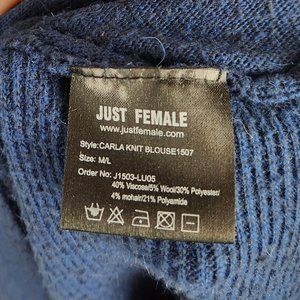 JUST FEMALE
www.justfemale.com
Style:CARLA KNIT BLOUSE1507
Size: M/L
Order No: J1503-LU05
40% Viscose/5% Wool/30% Polyester/
4% mohair/21% Polyamide